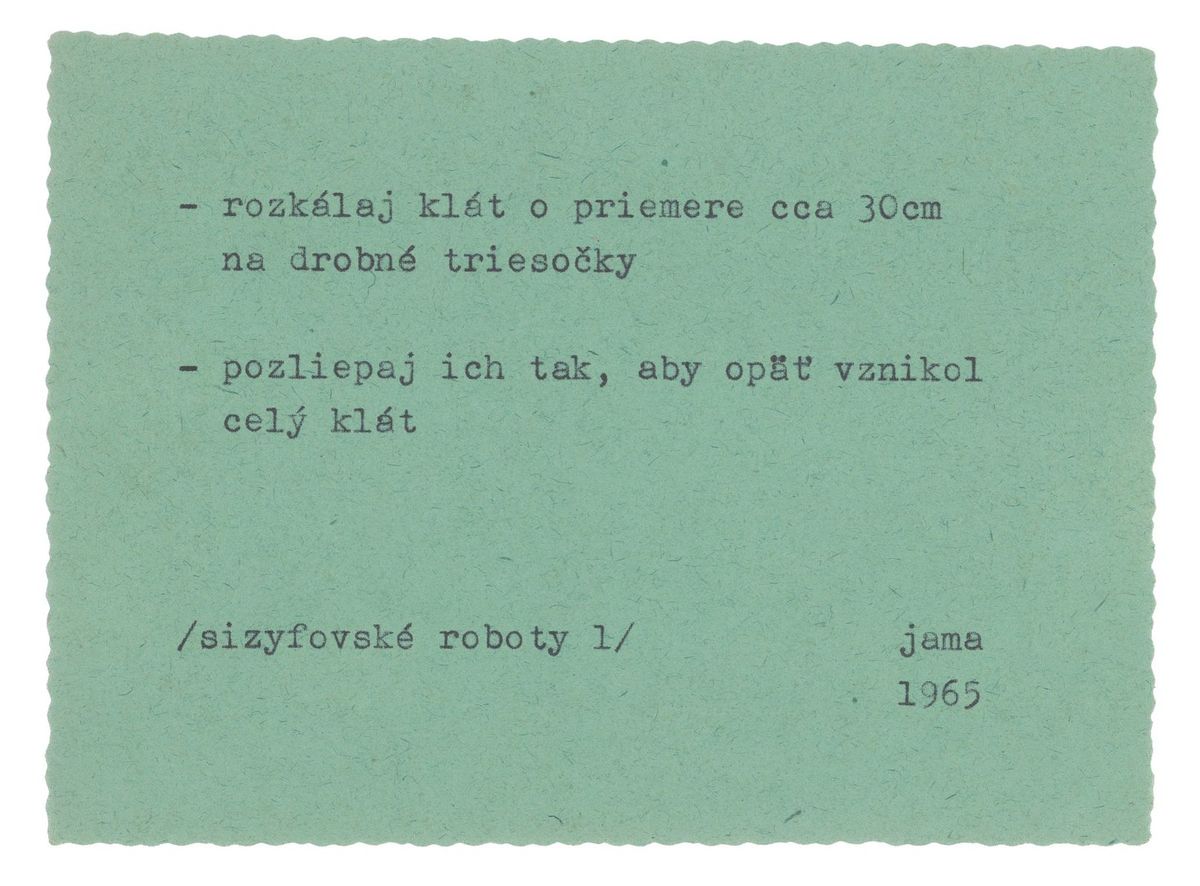 - rozkálaj klát o priemere cca 30cm
na drobné triesočky
- pozliepaj ich tak, aby opäť vznikol
celý klát
/sizyfovské roboty 1/ jama
1965